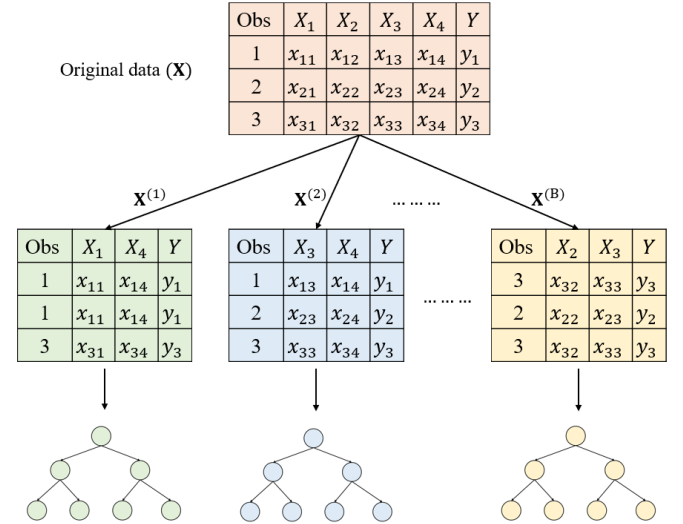 Obs X₁ X₂ X₃ X₄ Y
1 x₁₁ x₁₂ x₁₃ x₁₄ y₁
Original data (X)
2 x₂₁ x₂₂ x₂₃ x₂₄ y₂
3 x₃₁ x₃₂ x₃₃ x₃₄ y₃
X⁽¹⁾ X⁽²⁾ ... ... ... X⁽ᴮ⁾
Obs X₁ X₄ Y
1 x₁₁ x₁₄ y₁
1 x₁₁ x₁₄ y₁
3 x₃₁ x₃₄ y₃
Obs X₃ X₄ Y
1 x₁₃ x₁₄ y₁
2 x₂₃ x₂₄ y₂
3 x₃₃ x₃₄ y₃
... ... ...
Obs X₂ X₃ Y
3 x₃₂ x₃₃ y₃
2 x₂₂ x₂₃ y₂
3 x₃₂ x₃₃ y₃